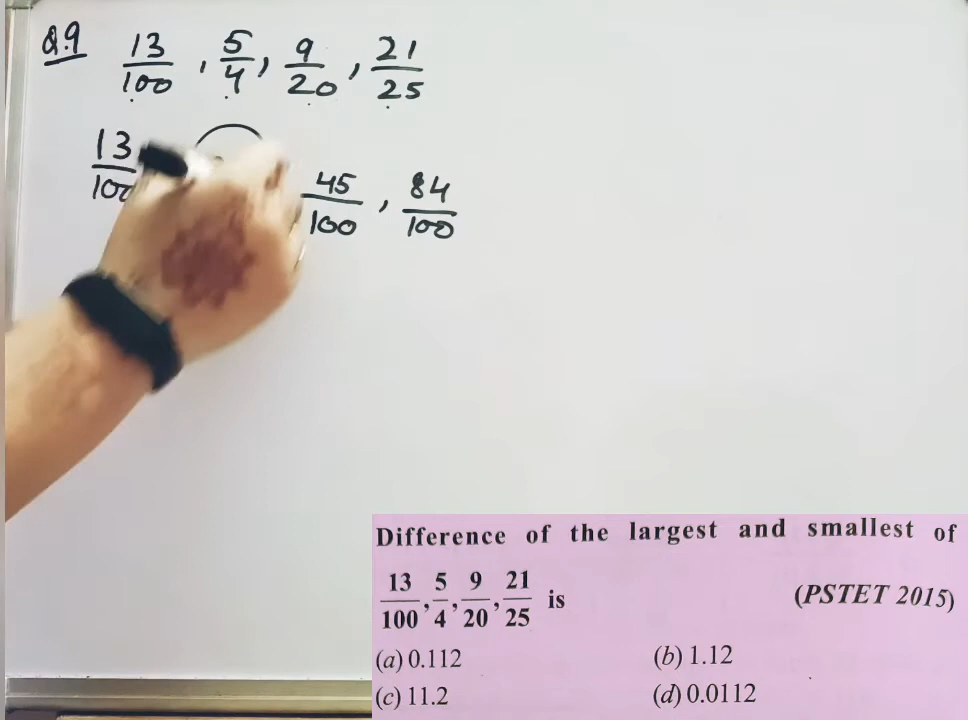 Q.9 13/100 , 5/4 , 9/20 , 21/25
13/100 45/100 , 84/100
Difference of the largest and smallest of
13/100, 5/4, 9/20, 21/25 is (PSTET 2015)
(a) 0.112 (b) 1.12
(c) 11.2 (d) 0.0112